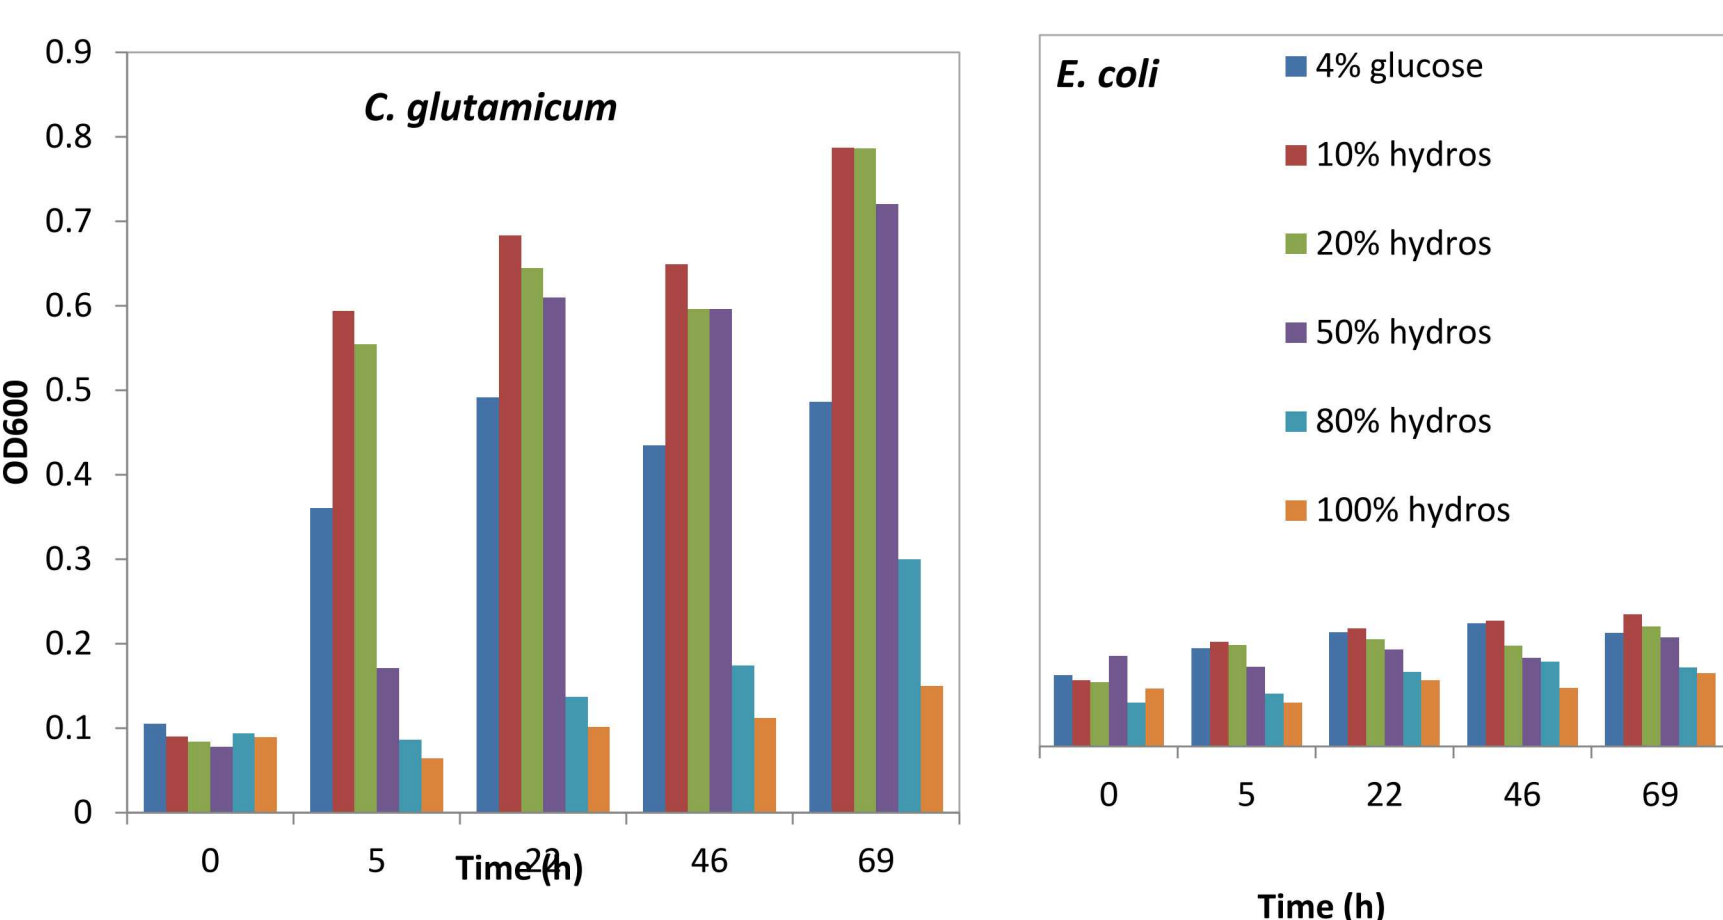 0.9
0.8
0.7
0.6
0.5
0.4
0.3
0.2
0.1
0
OD600
C. glutamicum
0 5 22 46 69
Time (h)
E. coli
4% glucose
10% hydros
20% hydros
50% hydros
80% hydros
100% hydros
0 5 22 46 69
Time (h)